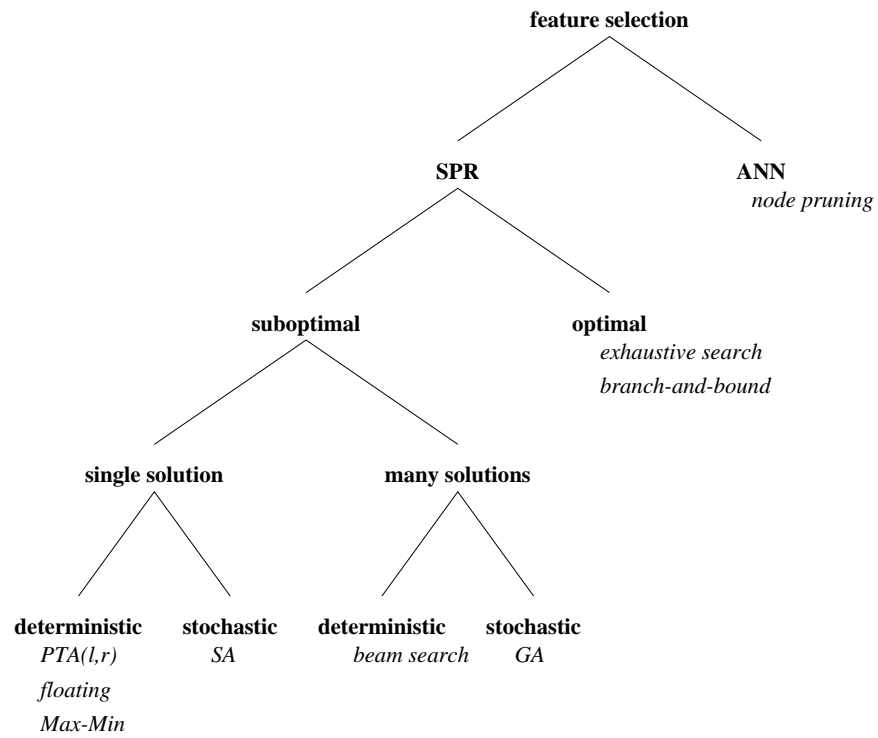 feature selection
SPR
ANN
node pruning
suboptimal
optimal
exhaustive search
branch-and-bound
single solution
many solutions
deterministic
PTA(l,r)
floating
Max-Min
stochastic
SA
deterministic
beam search
stochastic
GA